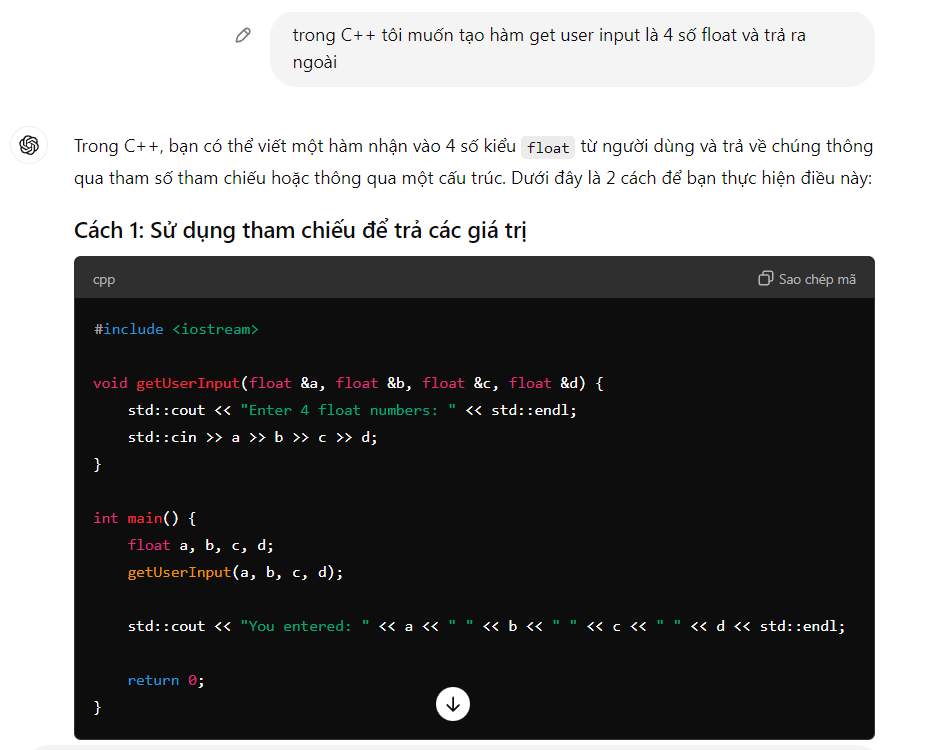 trong C++ tôi muốn tạo hàm get user input là 4 số float và trả ra
ngoài
Trong C++, bạn có thể viết một hàm nhận vào 4 số kiểu float từ người dùng và trả về chúng thông
qua tham số tham chiếu hoặc thông qua một cấu trúc. Dưới đây là 2 cách để bạn thực hiện điều này:
Cách 1: Sử dụng tham chiếu để trả các giá trị
cpp
Sao chép mã
#include <iostream>
void getUserInput(float &a, float &b, float &c, float &d) {
    std::cout << "Enter 4 float numbers: " << std::endl;
    std::cin >> a >> b >> c >> d;
}
int main() {
    float a, b, c, d;
    getUserInput(a, b, c, d);
    std::cout << "You entered: " << a << " " << b << " " << c << " " << d << std::endl;
    return 0;
}